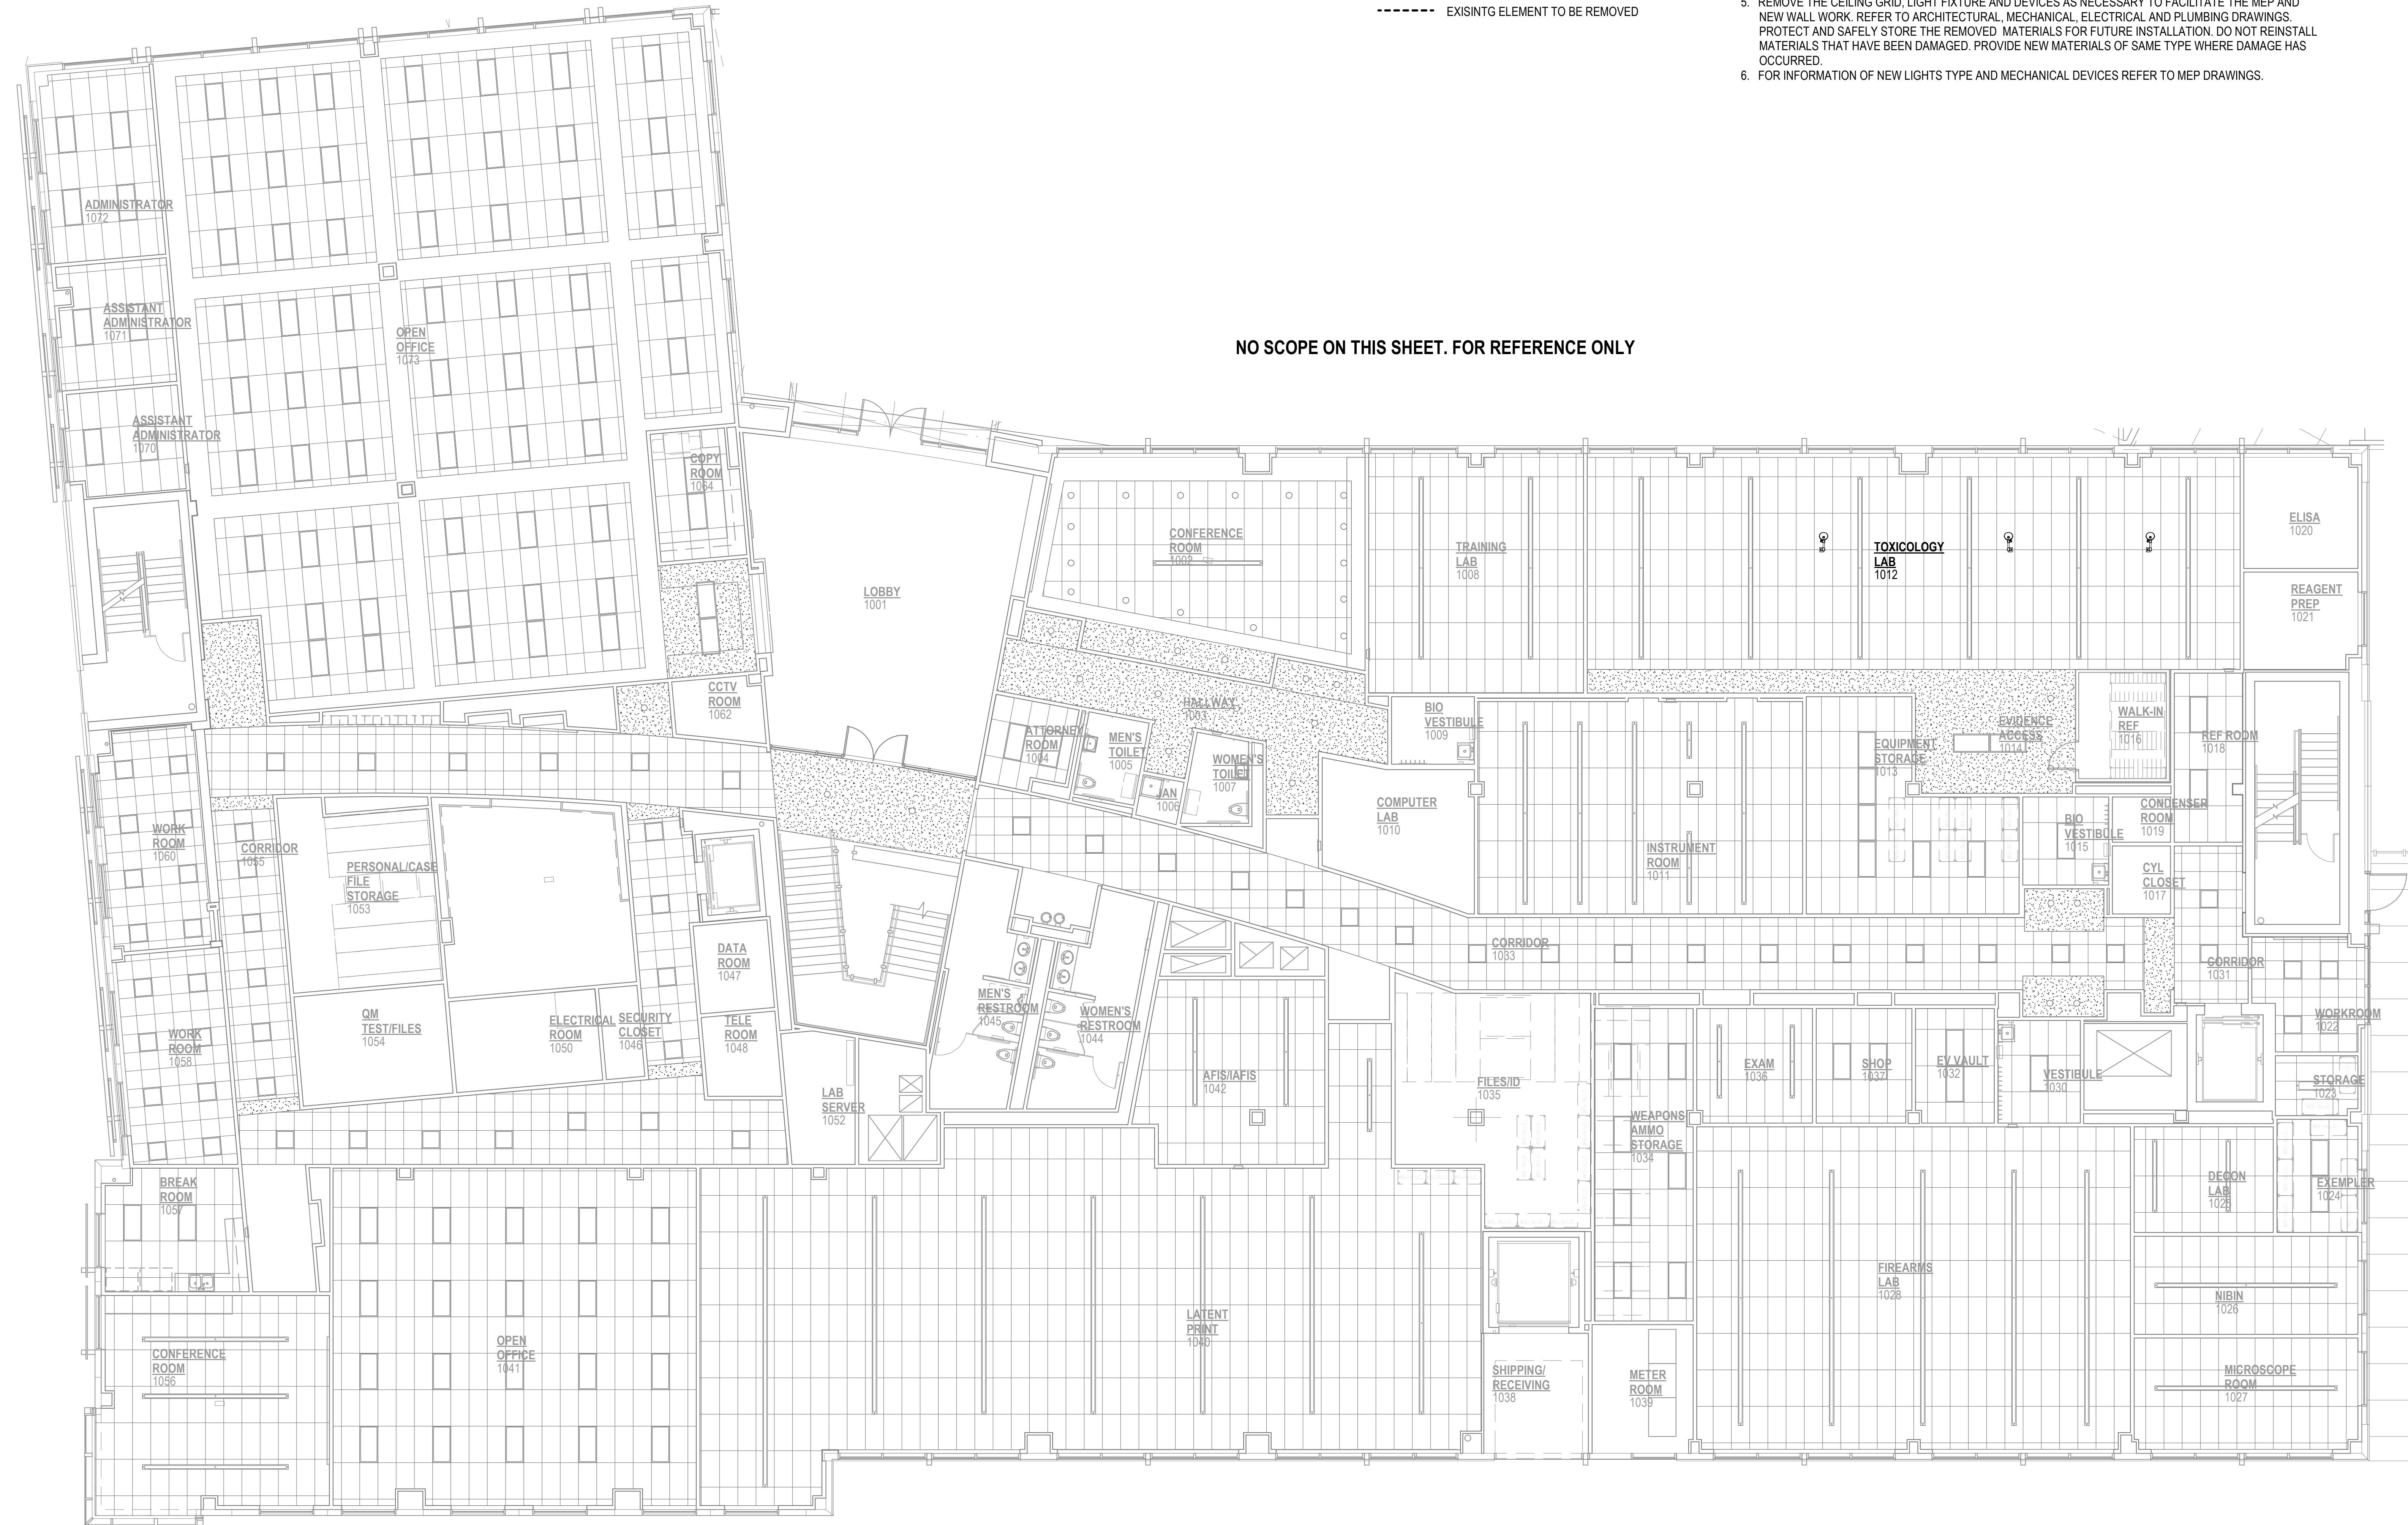 EXISINTG ELEMENT TO BE REMOVED
5. REMOVE THE CEILING GRID, LIGHT FIXTURE AND DEVICES AS NECESSARY TO FACILITATE THE MEP AND
NEW WALL WORK. REFER TO ARCHITECTURAL, MECHANICAL, ELECTRICAL AND PLUMBING DRAWINGS.
PROTECT AND SAFELY STORE THE REMOVED MATERIALS FOR FUTURE INSTALLATION. DO NOT REINSTALL
MATERIALS THAT HAVE BEEN DAMAGED. PROVIDE NEW MATERIALS OF SAME TYPE WHERE DAMAGE HAS
OCCURRED.
6. FOR INFORMATION OF NEW LIGHTS TYPE AND MECHANICAL DEVICES REFER TO MEP DRAWINGS.
NO SCOPE ON THIS SHEET. FOR REFERENCE ONLY
ADMINISTRATOR
1072
ASSISTANT
ADMINISTRATOR
1071
OPEN
OFFICE
1073
ASSISTANT
ADMINISTRATOR
1070
COPY
ROOM
1064
LOBBY
1001
CONFERENCE
ROOM
1002
TRAINING
LAB
1008
TOXICOLOGY
LAB
1012
ELISA
1020
REAGENT
PREP
1021
CCTV
ROOM
1062
HALLWAY
1003
ATTORNEY
ROOM
1004
MEN'S
TOILET
1005
JAN
1006
WOMEN'S
TOILET
1007
BIO
VESTIBULE
1009
COMPUTER
LAB
1010
INSTRUMENT
ROOM
1011
EQUIPMENT
STORAGE
1013
EVIDENCE
ACCESS
1014
WALK-IN
REF
1016
REF ROOM
1018
CONDENSER
ROOM
1019
BIO
VESTIBULE
1015
CYL
CLOSET
1017
WORK
ROOM
1060
CORRIDOR
1055
PERSONAL/CASE
FILE
STORAGE
1053
DATA
ROOM
1047
CORRIDOR
1033
CORRIDOR
1031
QM
TEST/FILES
1054
WORK
ROOM
1058
ELECTRICAL
ROOM
1050
SECURITY
CLOSET
1046
TELE
ROOM
1048
MEN'S
RESTROOM
1045
WOMEN'S
RESTROOM
1044
LAB
SERVER
1052
AFIS/IAFIS
1042
FILES/ID
1035
WEAPONS
AMMO
STORAGE
1034
EXAM
1036
SHOP
1037
EV VAULT
1032
VESTIBULE
1030
WORKROOM
1022
STORAGE
1023
BREAK
ROOM
1057
DECON
LAB
1025
EXEMPLER
1024
CONFERENCE
ROOM
1056
OPEN
OFFICE
1041
LATENT
PRINT
1040
SHIPPING/
RECEIVING
1038
METER
ROOM
1039
FIREARMS
LAB
1028
NIBIN
1026
MICROSCOPE
ROOM
1027